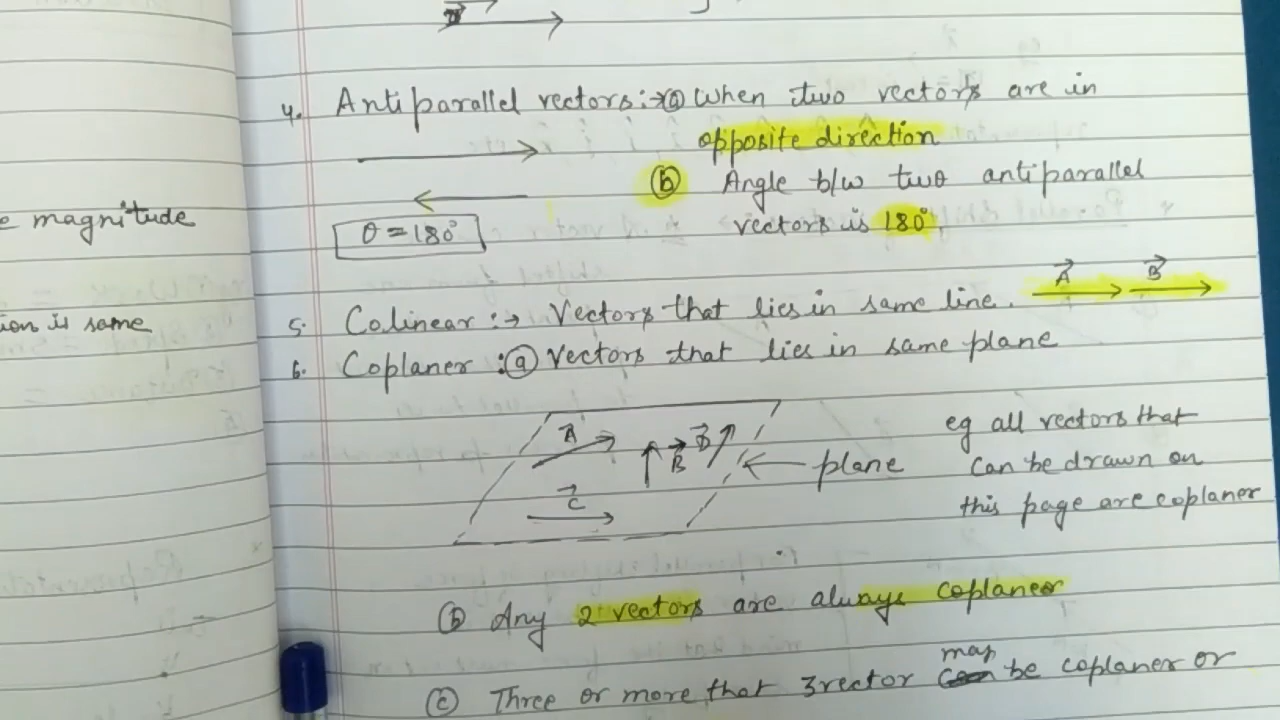 4. Antiparallel vectors :→ⓐ When two vectors are in
opposite direction
ⓑ Angle b/w two antiparallel
e magnitude
vectors is 180°
θ = 180°
A B
ion is same
5. Colinear :→ Vectors that lies in same line.
6. Coplaner :ⓐ Vectors that lies in same plane
A B D
eg all vectors that
plane
can be drawn on
C
this page are coplaner
ⓑ Any 2 vectors are always coplaner
may
ⓒ Three or more that 3 vector be coplaner or